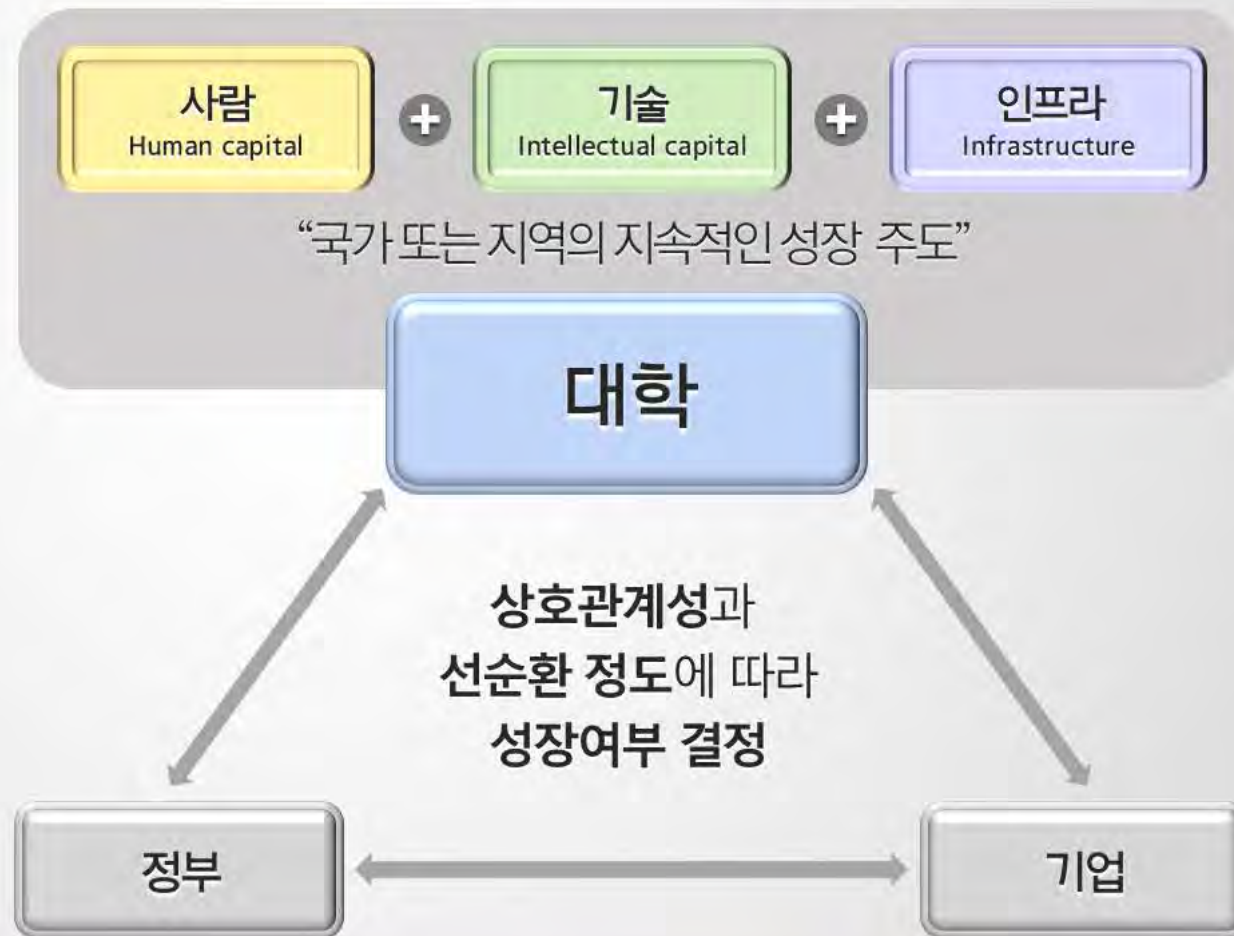 사람
Human capital
기술
Intellectual capital
인프라
Infrastructure
“국가 또는 지역의 지속적인 성장 주도”
대학
상호관계성과
선순환 정도에 따라
성장여부 결정
정부
기업